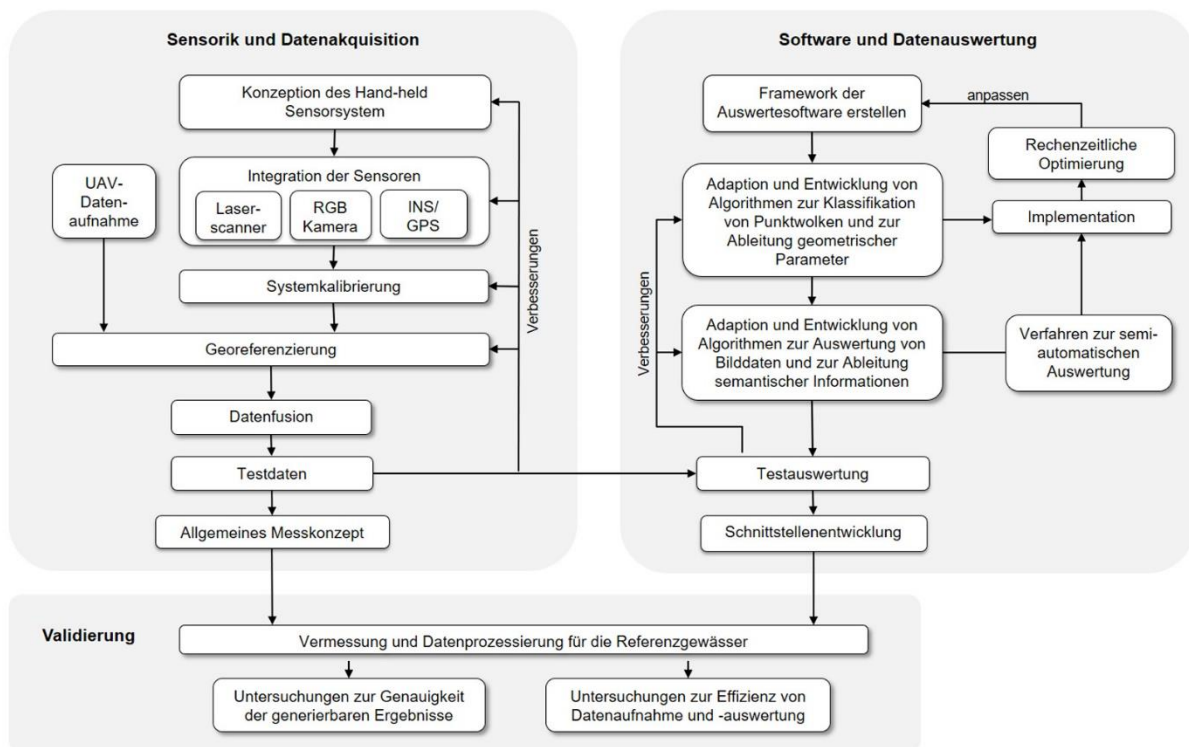 Sensorik und Datenakquisition
Konzeption des Hand-held
Sensorsystem
UAV-
Daten-
aufnahme
Integration der Sensoren
Laser-
scanner
RGB
Kamera
INS/
GPS
Systemkalibrierung
Verbesserungen
Georeferenzierung
Datenfusion
Testdaten
Allgemeines Messkonzept
Software und Datenauswertung
Framework der
Auswertesoftware erstellen
anpassen
Rechenzeitliche
Optimierung
Adaption und Entwicklung von
Algorithmen zur Klassifikation
von Punktwolken und zur
Ableitung geometrischer
Parameter
Implementation
Verbesserungen
Adaption und Entwicklung von
Algorithmen zur Auswertung von
Bilddaten und zur Ableitung
semantischer Informationen
Verfahren zur semi-
automatischen
Auswertung
Testauswertung
Schnittstellenentwicklung
Validierung
Vermessung und Datenprozessierung für die Referenzgewässer
Untersuchungen zur Genauigkeit
der generierbaren Ergebnisse
Untersuchungen zur Effizienz von
Datenaufnahme und -auswertung